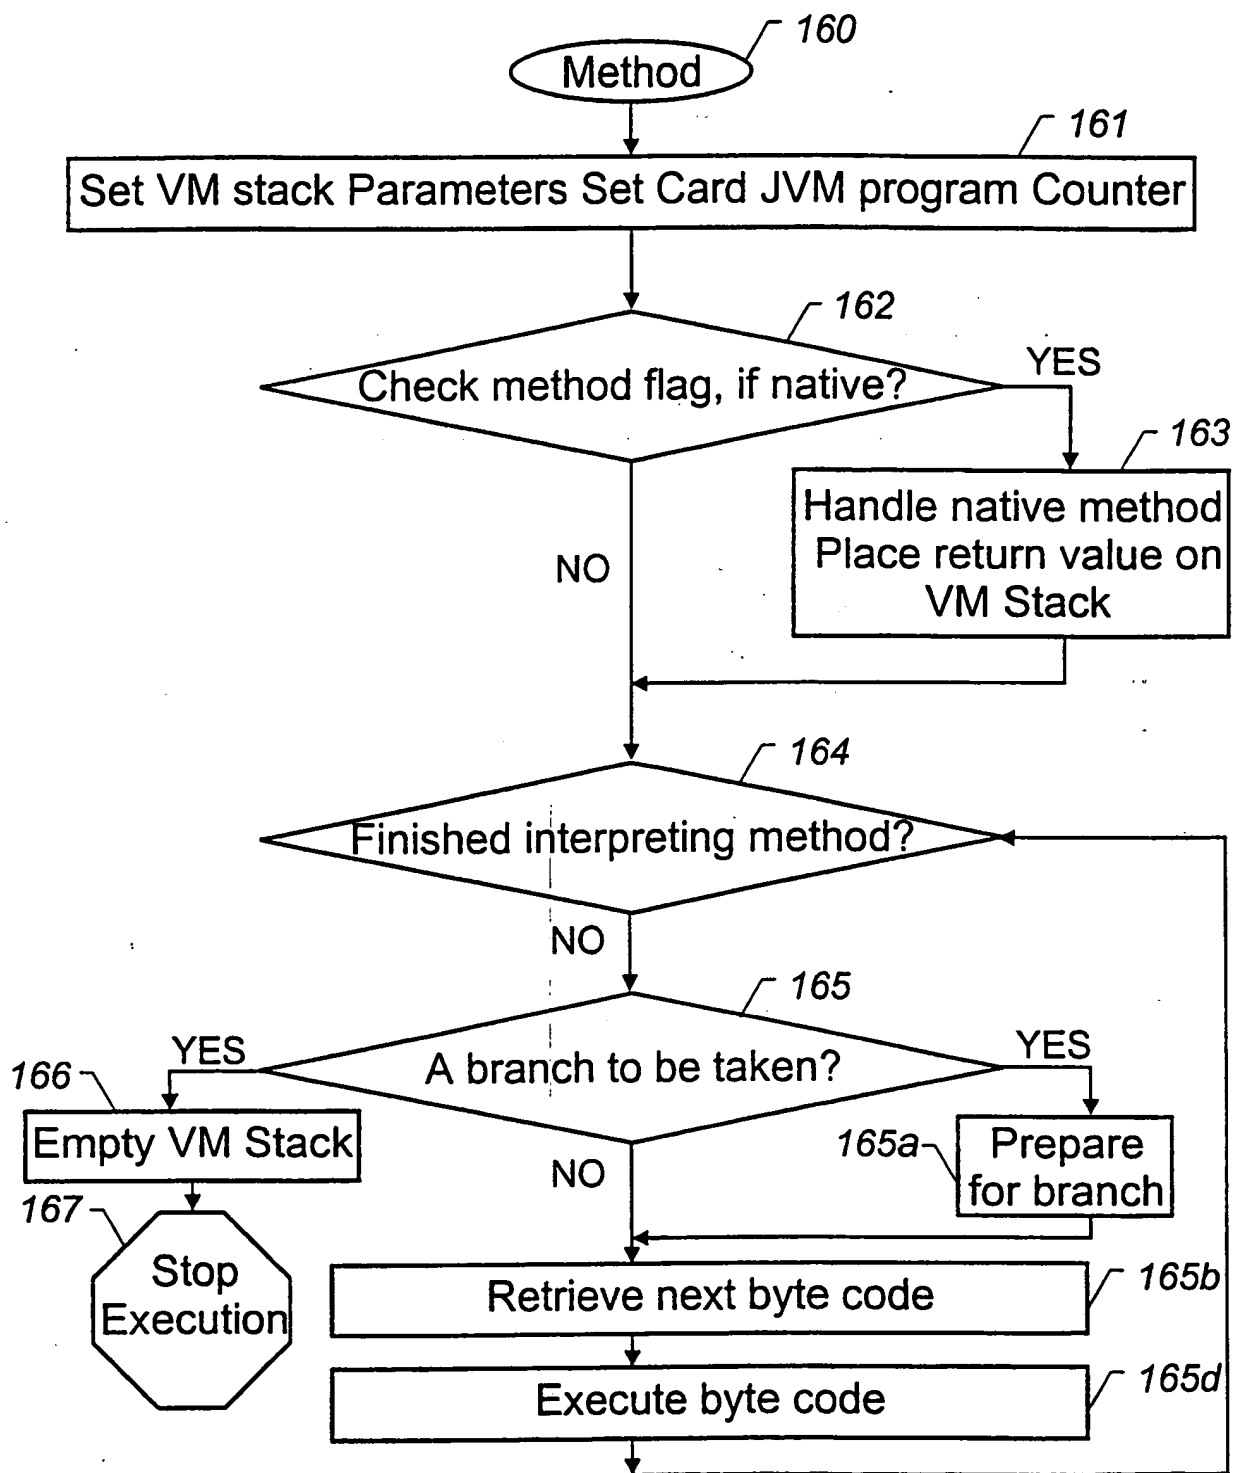 160
Method
161
Set VM stack Parameters Set Card JVM program Counter
162
Check method flag, if native?
YES
163
Handle native method
Place return value on
VM Stack
NO
164
Finished interpreting method?
NO
165
A branch to be taken?
YES
YES
166
Empty VM Stack
165a
Prepare
for branch
NO
167
Stop
Execution
165b
Retrieve next byte code
165d
Execute byte code